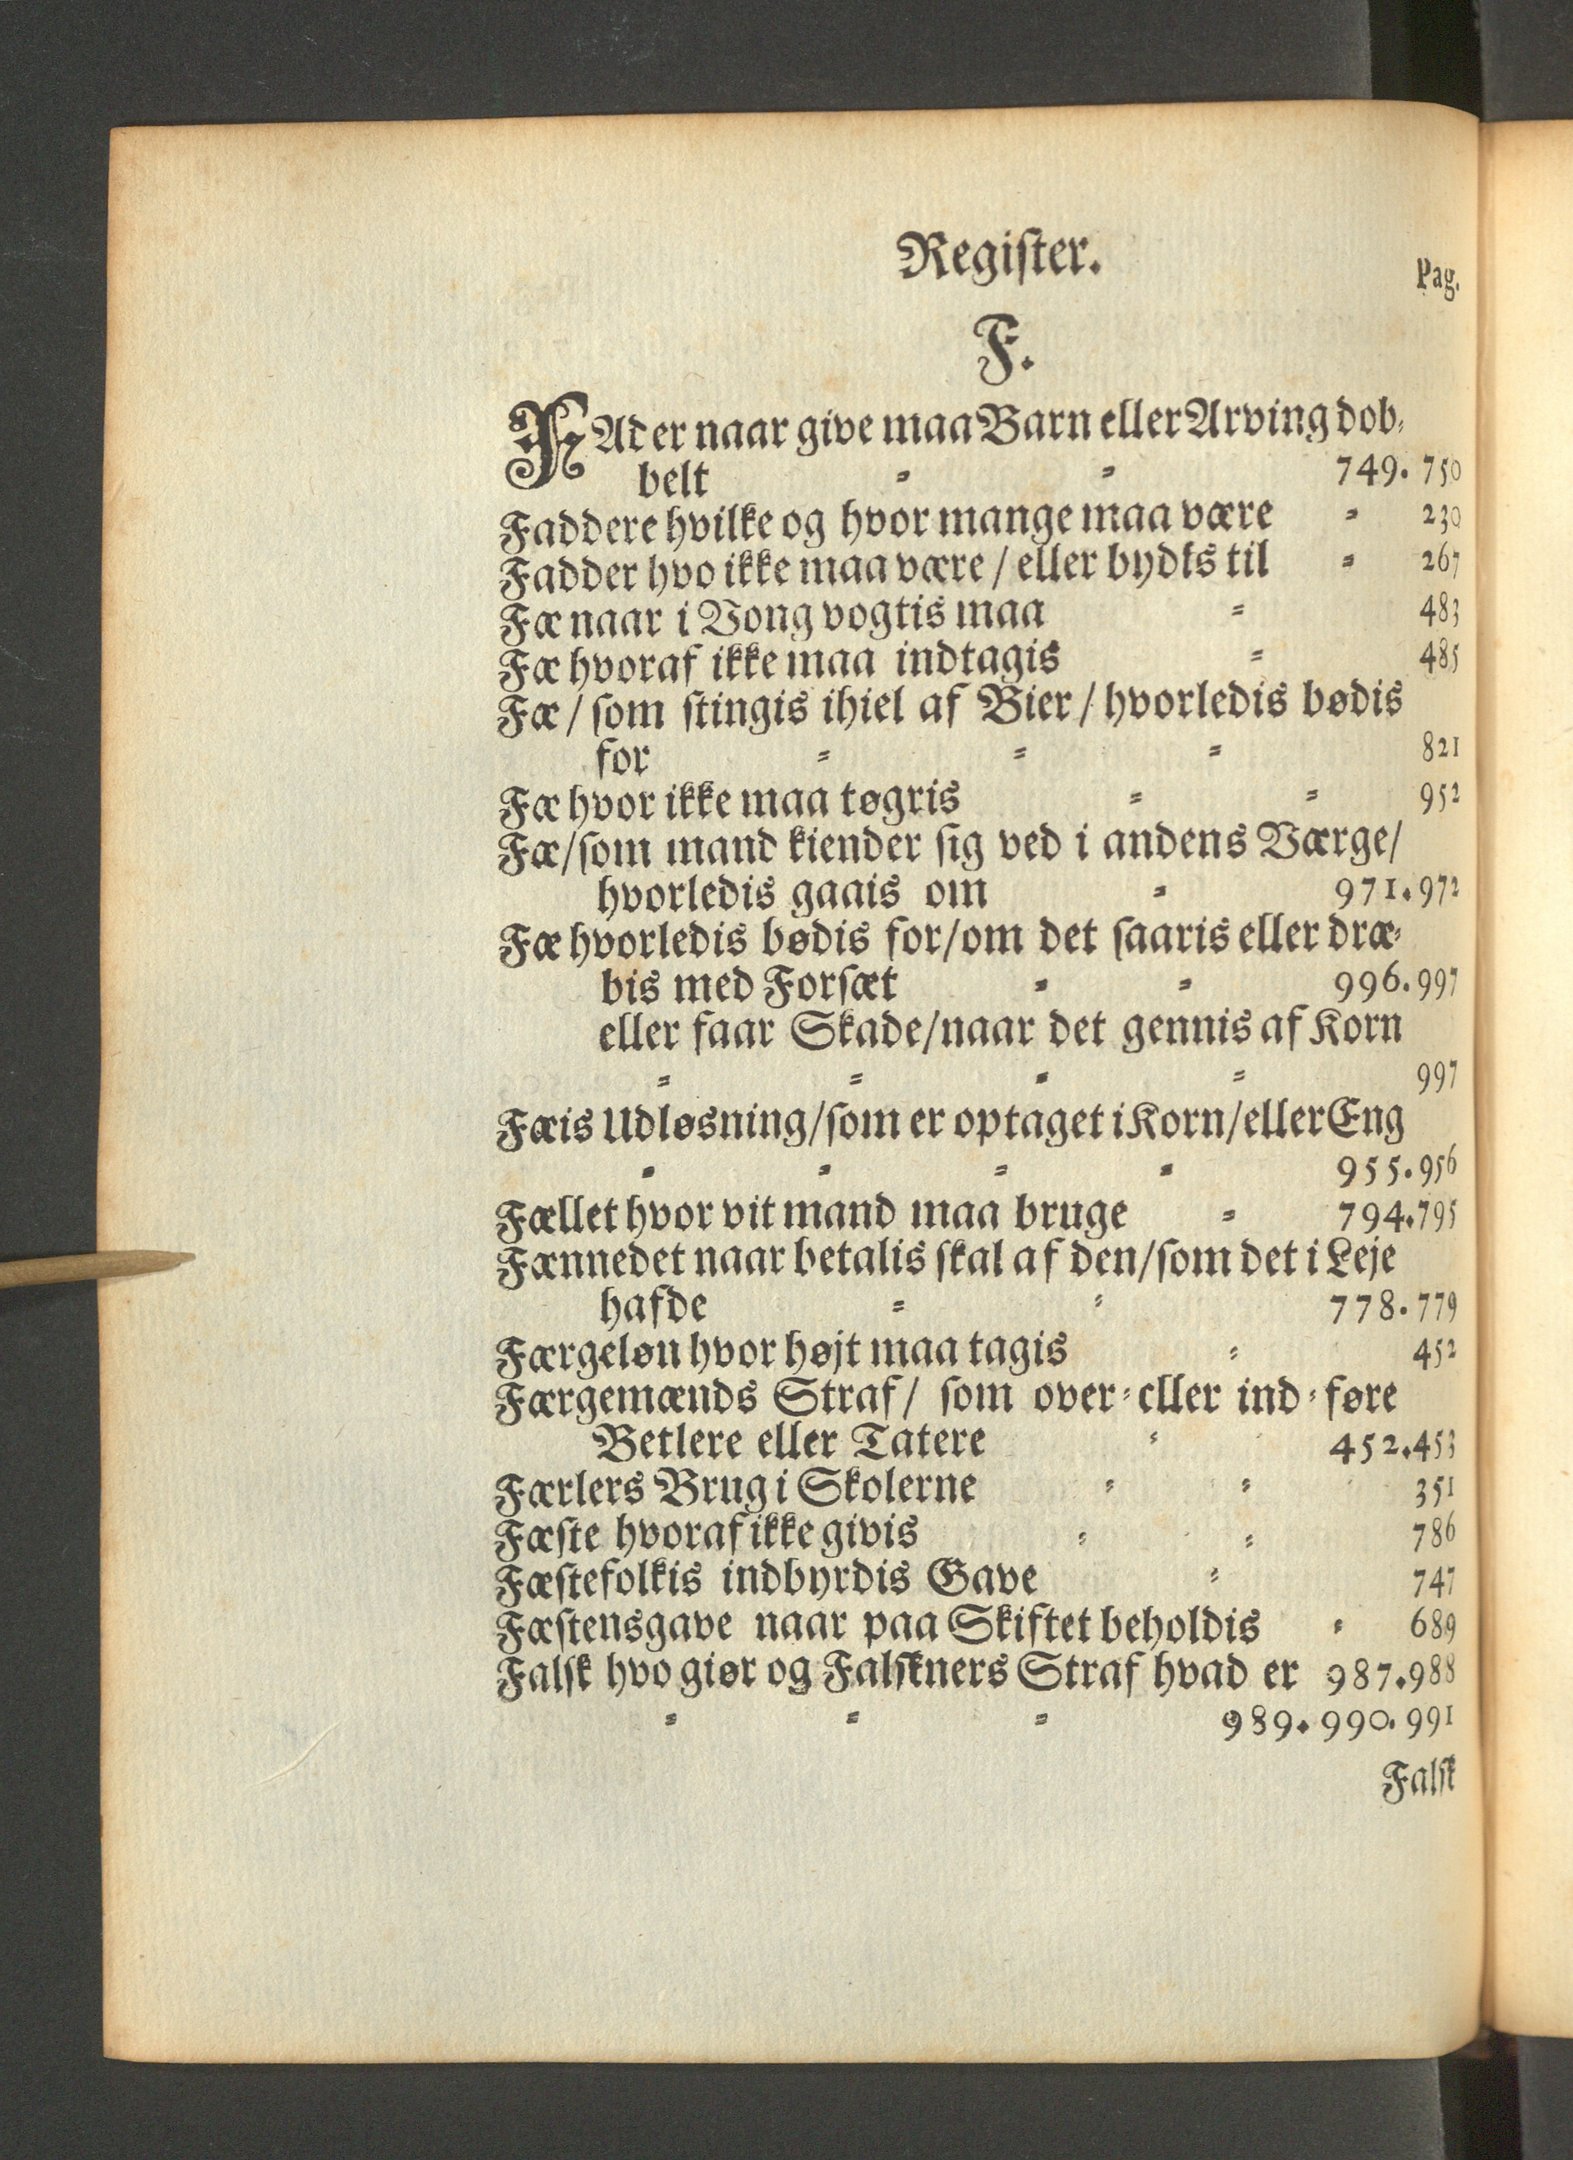 Regiſter.
Pag.
F.
FAder naar give maa Barn eller Arving dob-
belt = = 749. 750
Faddere hvilke og hvor mange maa være = 230
Fadder hvo ikke maa være / eller bydis til = 267
Fæ naar i Vong vogtis maa = 483
Fæ hvoraf ikke maa indtagis = 485
Fæ / ſom ſtingis ihiel af Bier / hvorledis bødis
for = = = 821
Fæ hvor ikke maa tøgris = = 952
Fæ/ſom mand kiender ſig ved i andens Værge/
hvorledis gaais om = 971.972
Fæ hvorledis bødis for/om det ſaaris eller dræ-
bis med Forſæt = = 996.997
eller faar Skade/naar det gennis af Korn
= = = = 997
Fæis Udløsning/ſom er optaget i Korn/eller Eng
= = = = 955.956
Fællet hvor vit mand maa bruge = 794.795
Fænnedet naar betalis ſkal af den/ſom det i Leje
hafde = = 778.779
Færgeløn hvor højt maa tagis = 452
Færgemænds Straf/ ſom over= eller ind=føre
Betlere eller Tatere = 452.453
Færlers Brug i Skolerne = = 351
Fæſte hvoraf ikke givis = = 786
Fæſtefolkis indbyrdis Gave = 747
Fæſtensgave naar paa Skiftet beholdis = 689
Falſk hvo giør og Falſkners Straf hvad er 987.988
= = = 989.990.991
Falſk